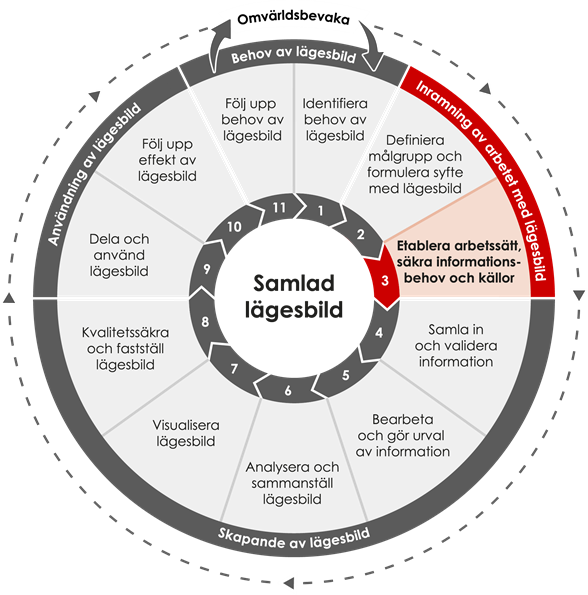 Omvärldsbevaka
Behov av lägesbild
Inramning av arbetet med lägesbild
Skapande av lägesbild
Användning av lägesbild
Identifiera
behov av
lägesbild
Definiera
målgrupp och
formulera syfte
med lägesbild
Etablera arbetssätt,
säkra informations-
behov och källor
Samla in
och validera
information
Bearbeta
och gör urval
av information
Analysera och
sammanställ
lägesbild
Visualisera
lägesbild
Kvalitetssäkra
och fastställ
lägesbild
Dela och
använd
lägesbild
Följ upp
effekt av
lägesbild
Följ upp
behov av
lägesbild
1
2
3
4
5
6
7
8
9
10
11
Samlad
lägesbild